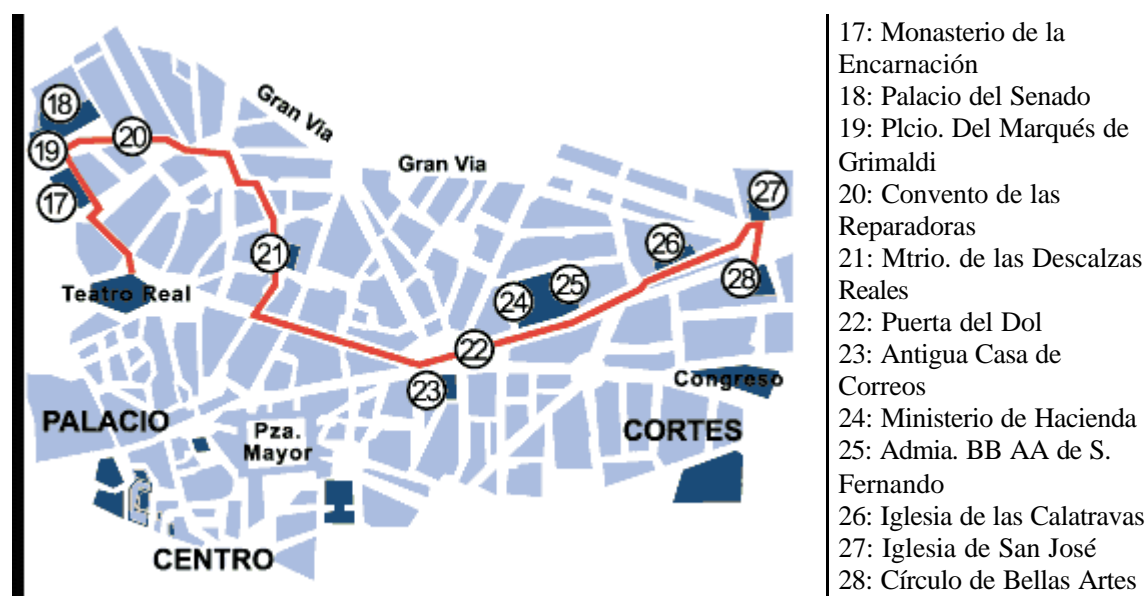 Gran Via
Gran Via
18
20
19
17
27
21
26
28
25
24
Teatro Real
22
23
Congreso
PALACIO
Pza.
Mayor
CORTES
CENTRO
17: Monasterio de la
Encarnación
18: Palacio del Senado
19: Plcio. Del Marqués de
Grimaldi
20: Convento de las
Reparadoras
21: Mtrio. de las Descalzas
Reales
22: Puerta del Dol
23: Antigua Casa de
Correos
24: Ministerio de Hacienda
25: Admia. BB AA de S.
Fernando
26: Iglesia de las Calatravas
27: Iglesia de San José
28: Círculo de Bellas Artes